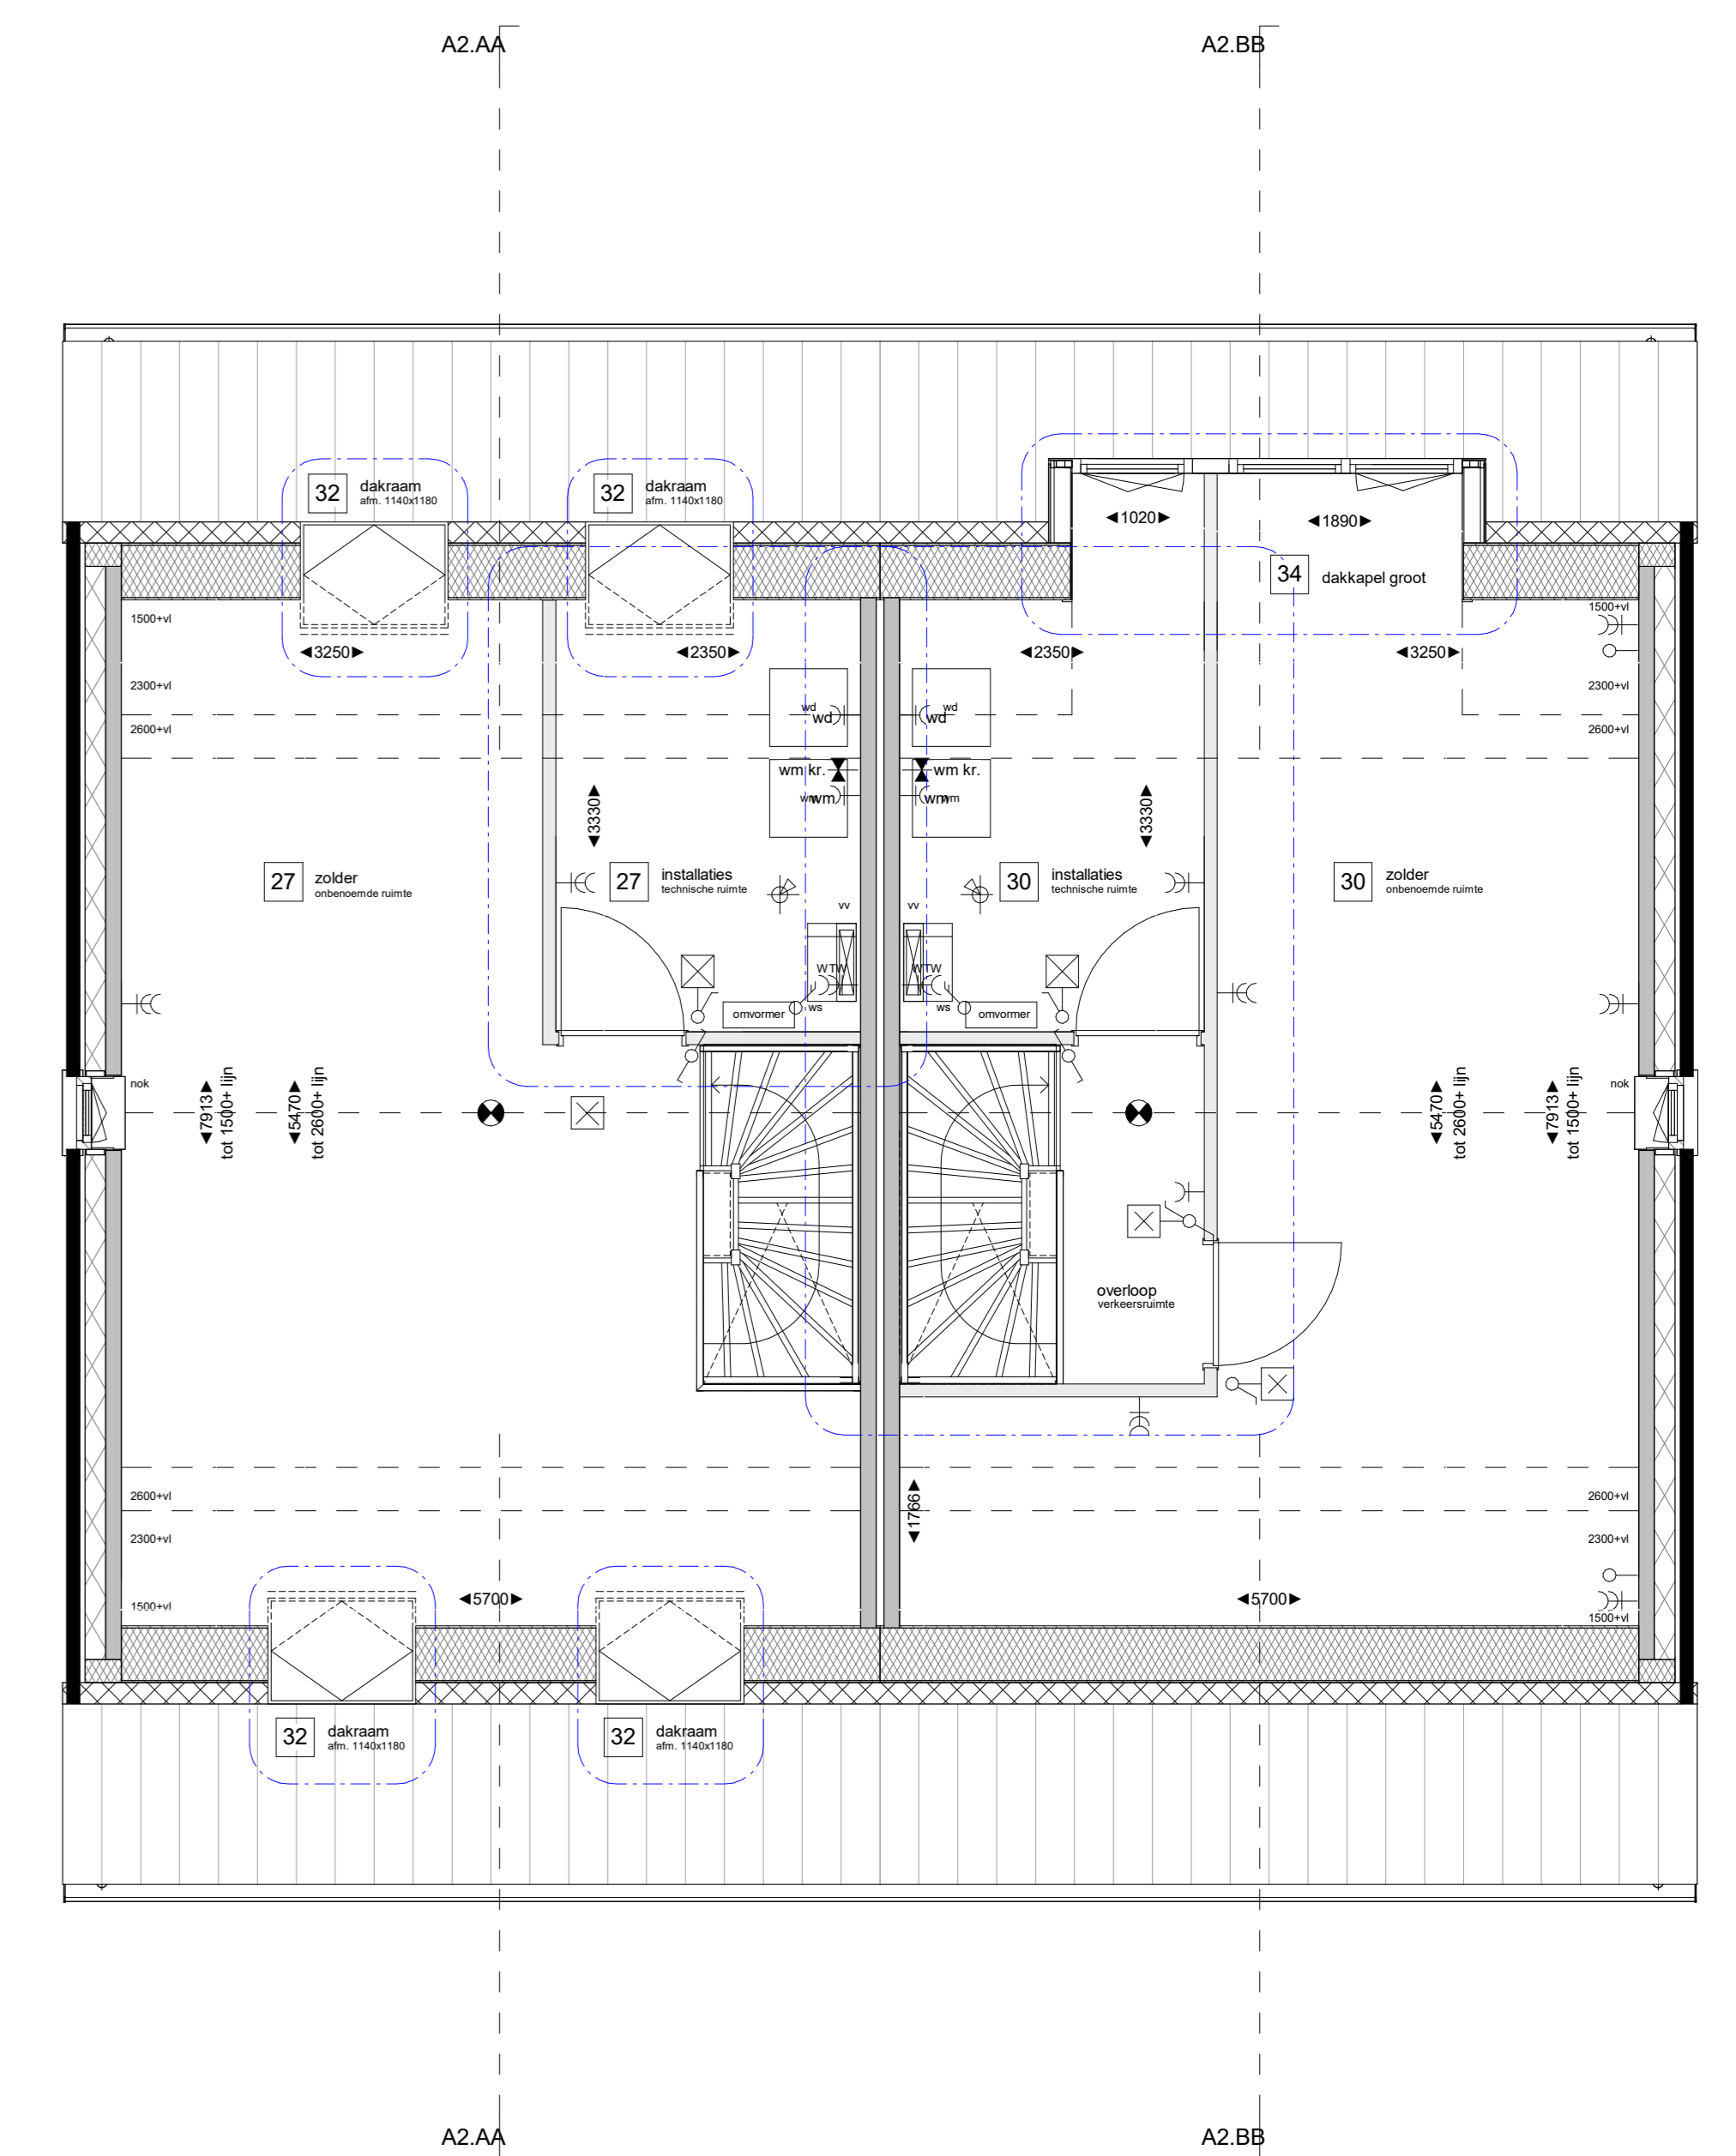 A2.AA
A2.BB
32
dakraam
afm. 1140x1180
32
dakraam
afm. 1140x1180
1020
1890
34
dakkapel groot
1500+vl
1500+vl
3250
2350
2350
3250
2300+vl
2300+vl
wd
wd
wd
wd
2600+vl
2600+vl
wm kr.
wm kr.
wm
wm
wm
wm
3330
3330
27
zolder
onbenoemde ruimte
27
installaties
technische ruimte
30
installaties
technische ruimte
30
zolder
onbenoemde ruimte
vv
vv
WTW
WTW
omvormer
ws
ws
omvormer
nok
nok
7913
tot 1500+ lijn
5470
tot 2600+ lijn
5470
tot 2600+ lijn
7913
tot 1500+ lijn
overloop
verkeersruimte
2600+vl
2600+vl
1766
2300+vl
2300+vl
5700
5700
1500+vl
1500+vl
32
dakraam
afm. 1140x1180
32
dakraam
afm. 1140x1180
A2.AA
A2.BB